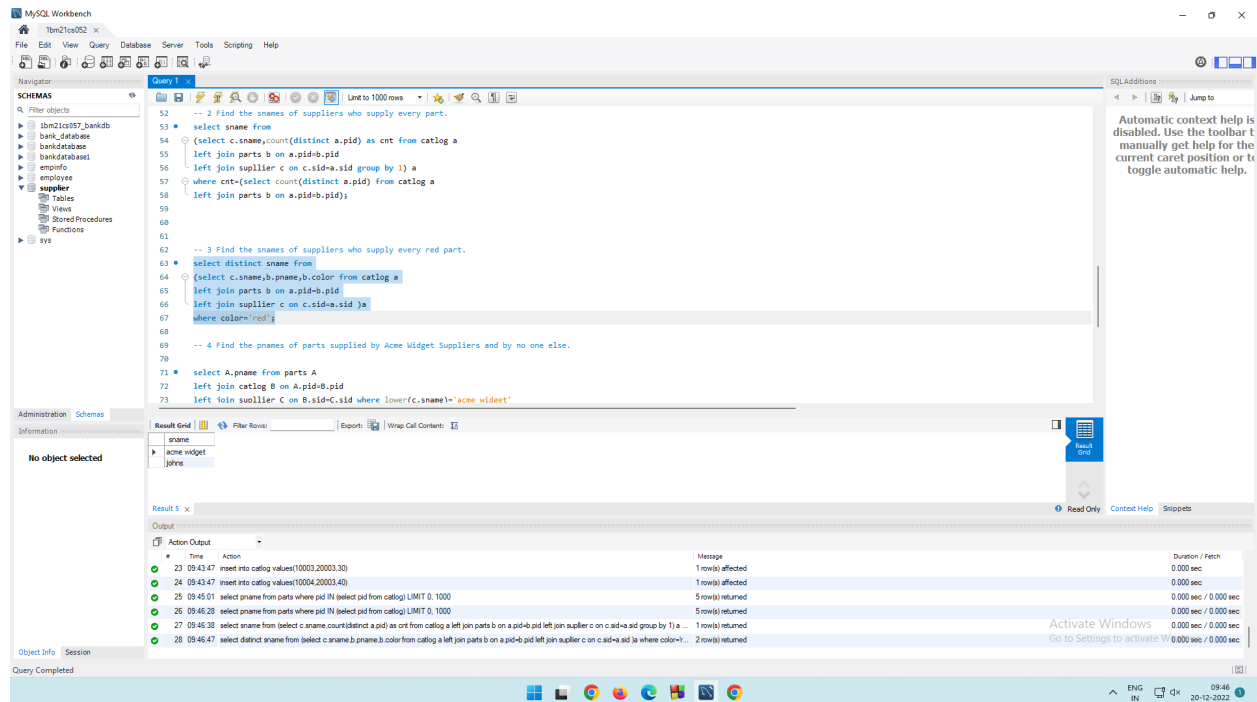 MySQL Workbench
1bm21cs052 ×
File Edit View Query Database Server Tools Scripting Help
Navigator
SCHEMAS
Filter objects
1bm21cs057_bankdb
bank_database
bankdatabase
bankdatabase1
empinfo
employee
supplier
Tables
Views
Stored Procedures
Functions
sys
Administration Schemas
Information
No object selected
Object Info Session
Query Completed
Query 1 ×
Limit to 1000 rows
52 -- 2 Find the snames of suppliers who supply every part.
53 select sname from
54 (select c.sname,count(distinct a.pid) as cnt from catlog a
55 left join parts b on a.pid=b.pid
56 left join supllier c on c.sid=a.sid group by 1) a
57 where cnt=(select count(distinct a.pid) from catlog a
58 left join parts b on a.pid=b.pid);
59
60
61
62 -- 3 Find the snames of suppliers who supply every red part.
63 select distinct sname from
64 (select c.sname,b.pname,b.color from catlog a
65 left join parts b on a.pid=b.pid
66 left join supllier c on c.sid=a.sid )a
67 where color='red';
68
69 -- 4 Find the pnames of parts supplied by Acme Widget Suppliers and by no one else.
70
71 select A.pname from parts A
72 left join catlog B on A.pid=B.pid
73 left join supllier C on B.sid=C.sid where lower(c.sname)='acme widget'
Result Grid Filter Rows: Export: Wrap Cell Content:
sname
acme widget
johns
Result Grid
Result 5 ×
Read Only
Output
Action Output
# Time Action Message Duration / Fetch
23 09:43:47 insert into catlog values(10003,20003,30) 1 row(s) affected 0.000 sec
24 09:43:47 insert into catlog values(10004,20003,40) 1 row(s) affected 0.000 sec
25 09:45:01 select pname from parts where pid IN (select pid from catlog) LIMIT 0, 1000 5 row(s) returned 0.000 sec / 0.000 sec
26 09:46:28 select pname from parts where pid IN (select pid from catlog) LIMIT 0, 1000 5 row(s) returned 0.000 sec / 0.000 sec
27 09:46:38 select sname from (select c.sname,count(distinct a.pid) as cnt from catlog a left join parts b on a.pid=b.pid left join supllier c on c.sid=a.sid group by 1) a ... 1 row(s) returned 0.000 sec / 0.000 sec
28 09:46:47 select distinct sname from (select c.sname,b.pname,b.color from catlog a left join parts b on a.pid=b.pid left join supllier c on c.sid=a.sid )a where color='r... 2 row(s) returned 0.000 sec / 0.000 sec
SQLAdditions
Jump to
Automatic context help is
disabled. Use the toolbar t
manually get help for the
current caret position or to
toggle automatic help.
Context Help Snippets
Activate Windows
Go to Settings to activate W
ENG
IN
09:46
20-12-2022
1